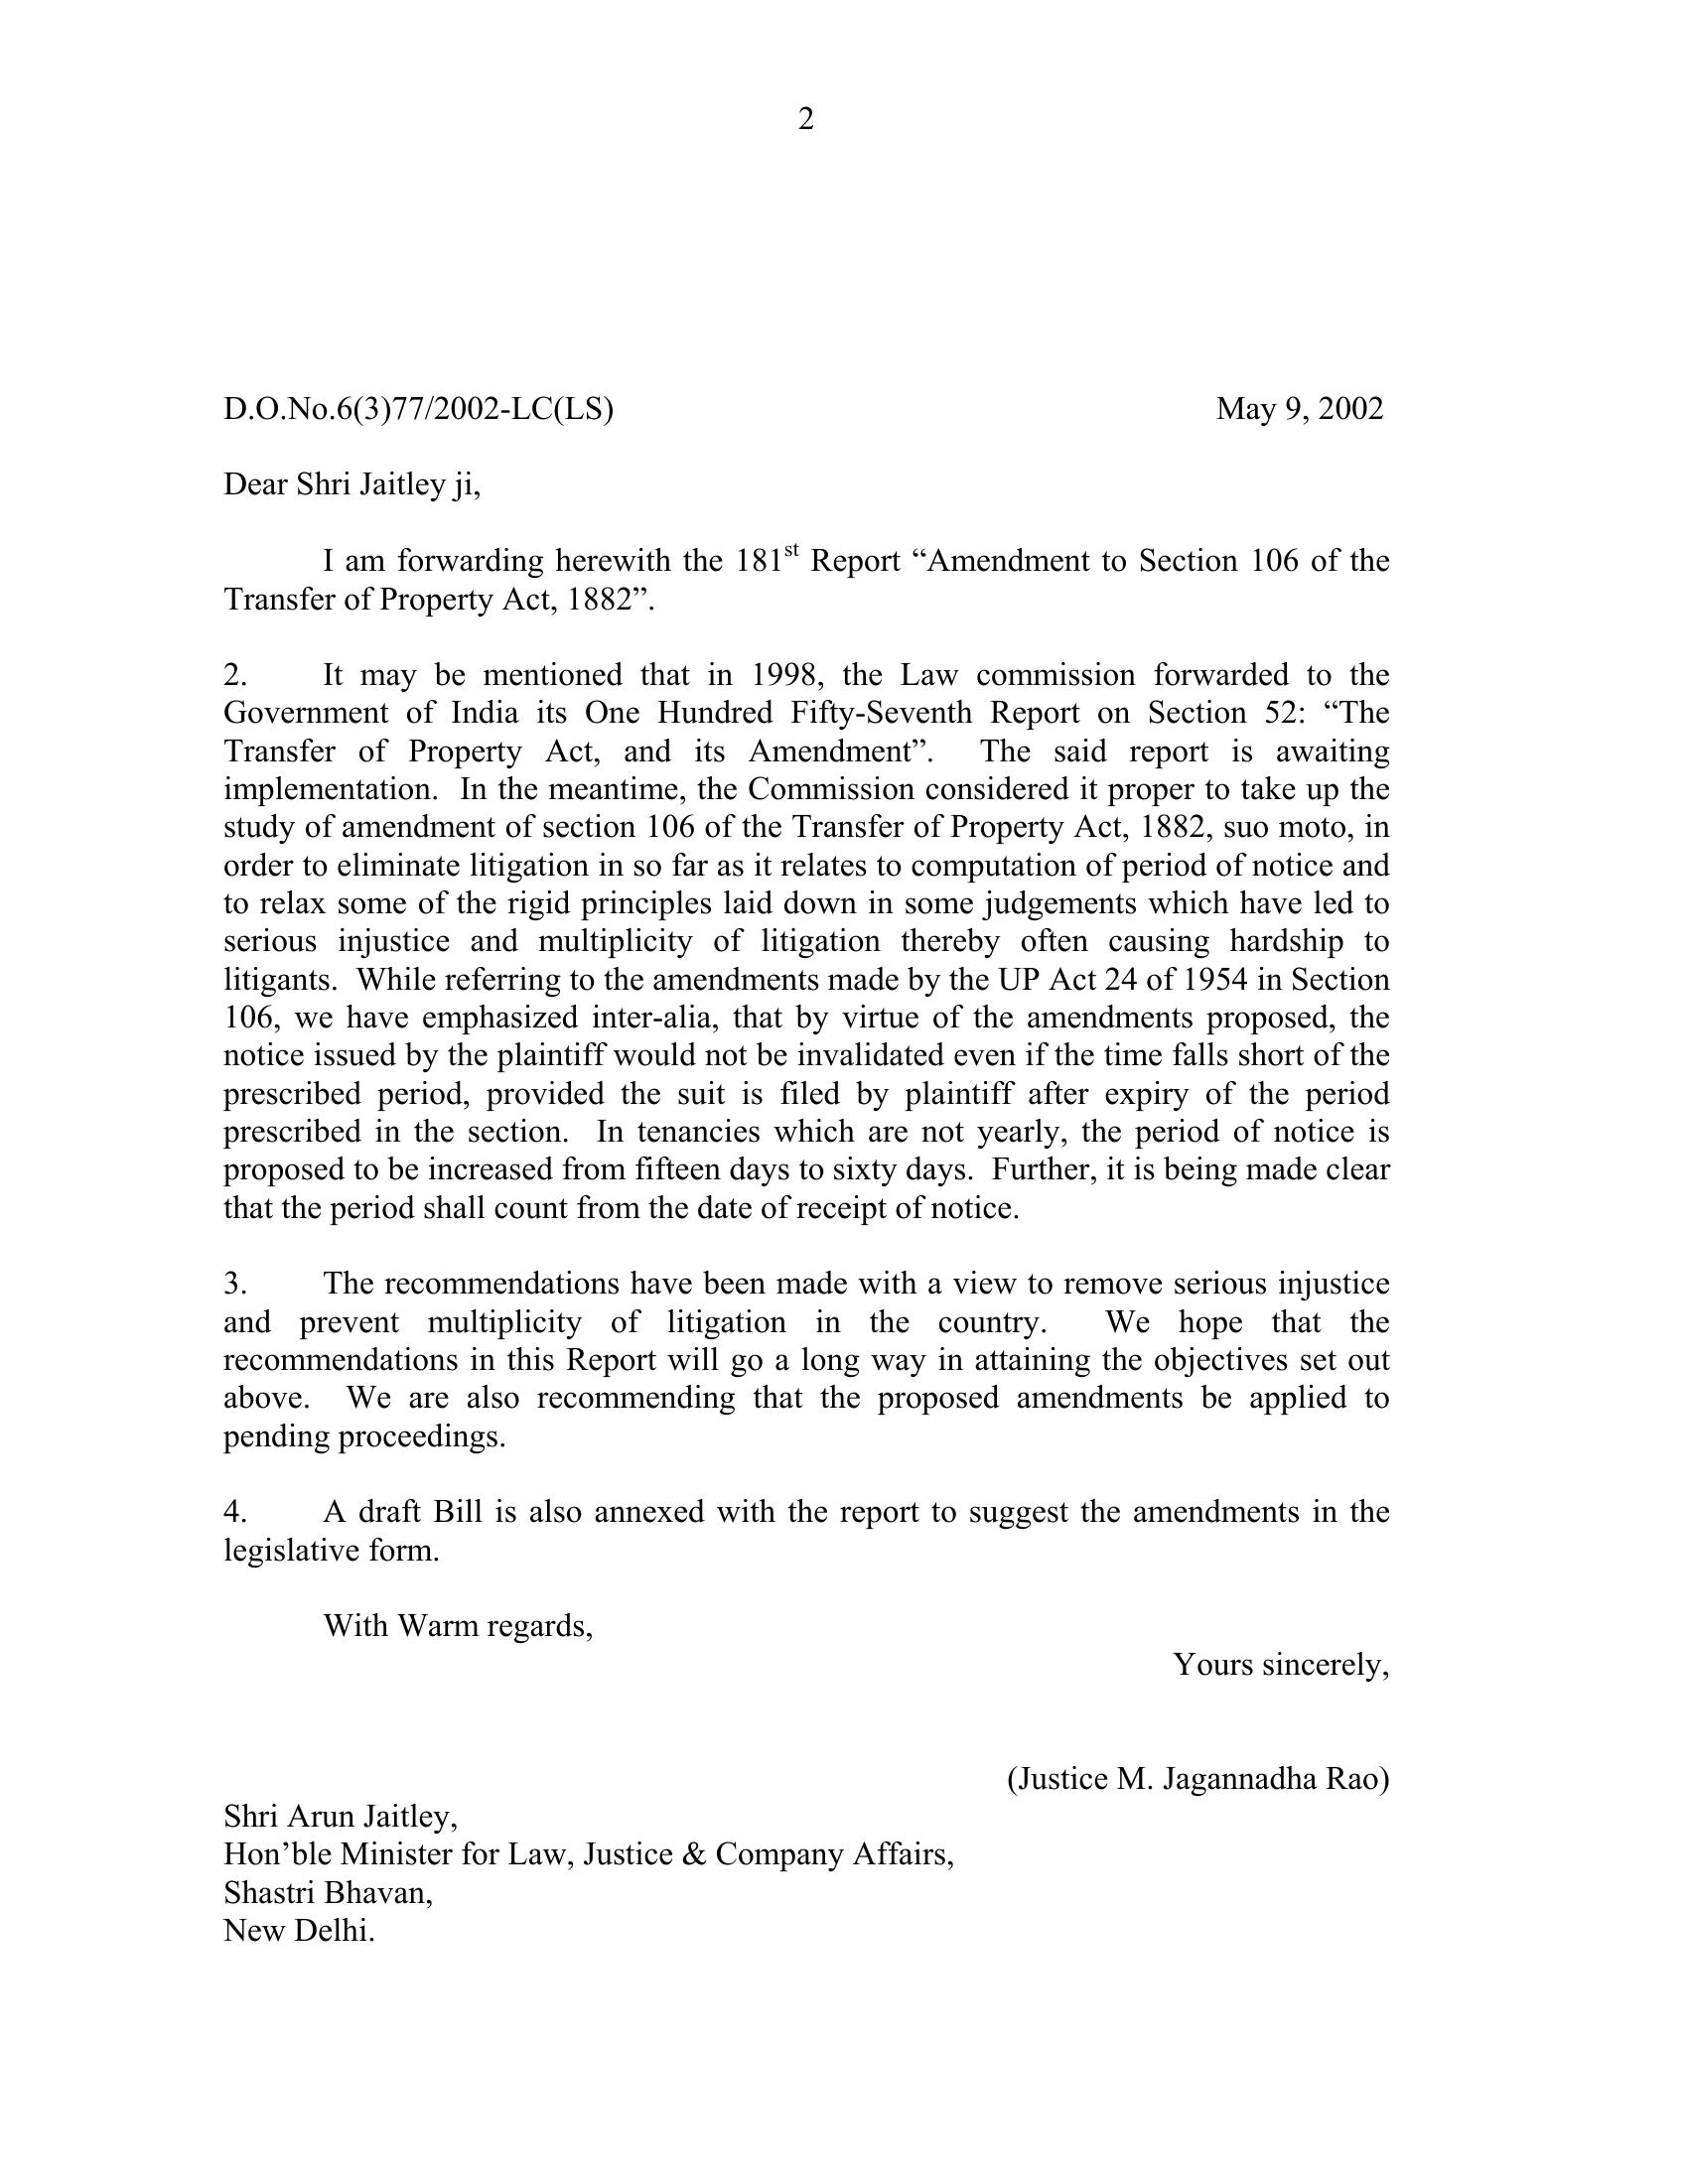 2
D.O.No.6(3)77/2002-LC(LS) May 9, 2002
Dear Shri Jaitley ji,
I am forwarding herewith the 181st Report “Amendment to Section 106 of the
Transfer of Property Act, 1882”.
2. It may be mentioned that in 1998, the Law commission forwarded to the
Government of India its One Hundred Fifty-Seventh Report on Section 52: “The
Transfer of Property Act, and its Amendment”. The said report is awaiting
implementation. In the meantime, the Commission considered it proper to take up the
study of amendment of section 106 of the Transfer of Property Act, 1882, suo moto, in
order to eliminate litigation in so far as it relates to computation of period of notice and
to relax some of the rigid principles laid down in some judgements which have led to
serious injustice and multiplicity of litigation thereby often causing hardship to
litigants. While referring to the amendments made by the UP Act 24 of 1954 in Section
106, we have emphasized inter-alia, that by virtue of the amendments proposed, the
notice issued by the plaintiff would not be invalidated even if the time falls short of the
prescribed period, provided the suit is filed by plaintiff after expiry of the period
prescribed in the section. In tenancies which are not yearly, the period of notice is
proposed to be increased from fifteen days to sixty days. Further, it is being made clear
that the period shall count from the date of receipt of notice.
3. The recommendations have been made with a view to remove serious injustice
and prevent multiplicity of litigation in the country. We hope that the
recommendations in this Report will go a long way in attaining the objectives set out
above. We are also recommending that the proposed amendments be applied to
pending proceedings.
4. A draft Bill is also annexed with the report to suggest the amendments in the
legislative form.
With Warm regards,
Yours sincerely,
(Justice M. Jagannadha Rao)
Shri Arun Jaitley,
Hon’ble Minister for Law, Justice & Company Affairs,
Shastri Bhavan,
New Delhi.